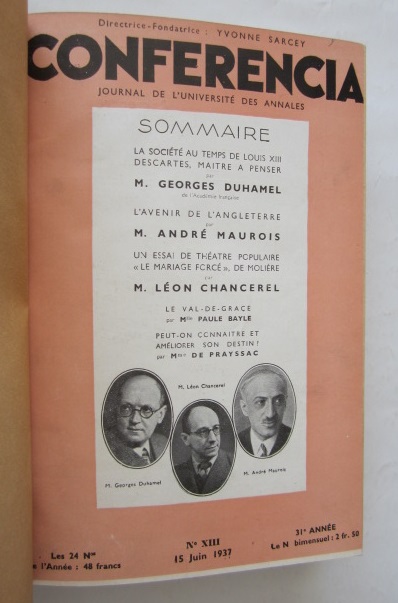 Directrice-Fondatrice : YVONNE SARCEY
CONFERENCIA
JOURNAL DE L'UNIVERSITÉ DES ANNALES
SOMMAIRE
LA SOCIÉTÉ AU TEMPS DE LOUIS XIII
DESCARTES, MAITRE A PENSER
par
M. GEORGES DUHAMEL
de l'Académie française
L'AVENIR DE L'ANGLETERRE
par
M. ANDRÉ MAUROIS
UN ESSAI DE THÉATRE POPULAIRE
« LE MARIAGE FORCÉ », DE MOLIÈRE
par
M. LÉON CHANCEREL
LE VAL-DE-GRACE
par Mlle PAULE BAYLE
PEUT-ON CONNAITRE ET
AMÉLIORER SON DESTIN ?
par Mme DE PRAYSSAC
M. Léon Chancerel
M. Georges Duhamel
M. André Maurois
Les 24 Nos
l'Année : 48 francs
No XIII
15 Juin 1937
31e ANNÉE
Le No bimensuel : 2 fr. 50